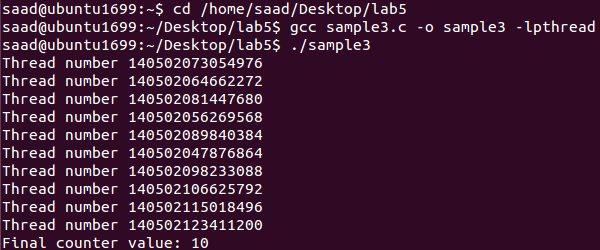 saad@ubuntu1699:~$ cd /home/saad/Desktop/lab5
saad@ubuntu1699:~/Desktop/lab5$ gcc sample3.c -o sample3 -lpthread
saad@ubuntu1699:~/Desktop/lab5$ ./sample3
Thread number 140502073054976
Thread number 140502064662272
Thread number 140502081447680
Thread number 140502056269568
Thread number 140502089840384
Thread number 140502047876864
Thread number 140502098233088
Thread number 140502106625792
Thread number 140502115018496
Thread number 140502123411200
Final counter value: 10